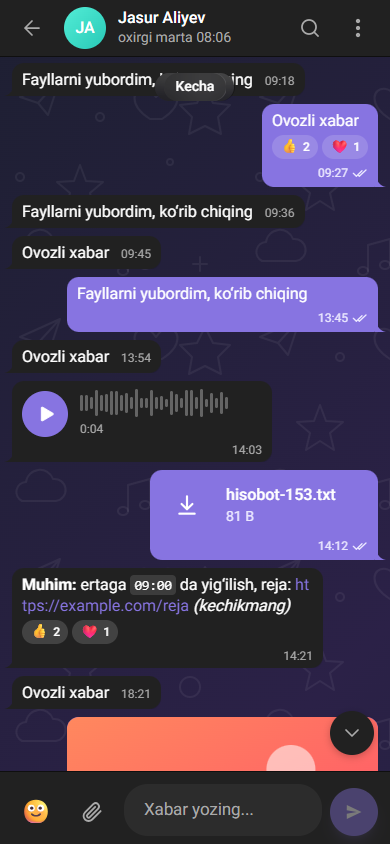 JA
Jasur Aliyev
oxirgi marta 08:06
Fayllarni yubordim, ing 09:18
Kecha
Ovozli xabar
👍 2 ❤️ 1
09:27
Fayllarni yubordim, ko‘rib chiqing 09:36
Ovozli xabar 09:45
Fayllarni yubordim, ko‘rib chiqing
13:45
Ovozli xabar 13:54
0:04
14:03
hisobot-153.txt
81 B
14:12
Muhim: ertaga 09:00 da yig‘ilish, reja: ht
tps://example.com/reja (kechikmang)
👍 2 ❤️ 1
14:21
Ovozli xabar 18:21
Xabar yozing...